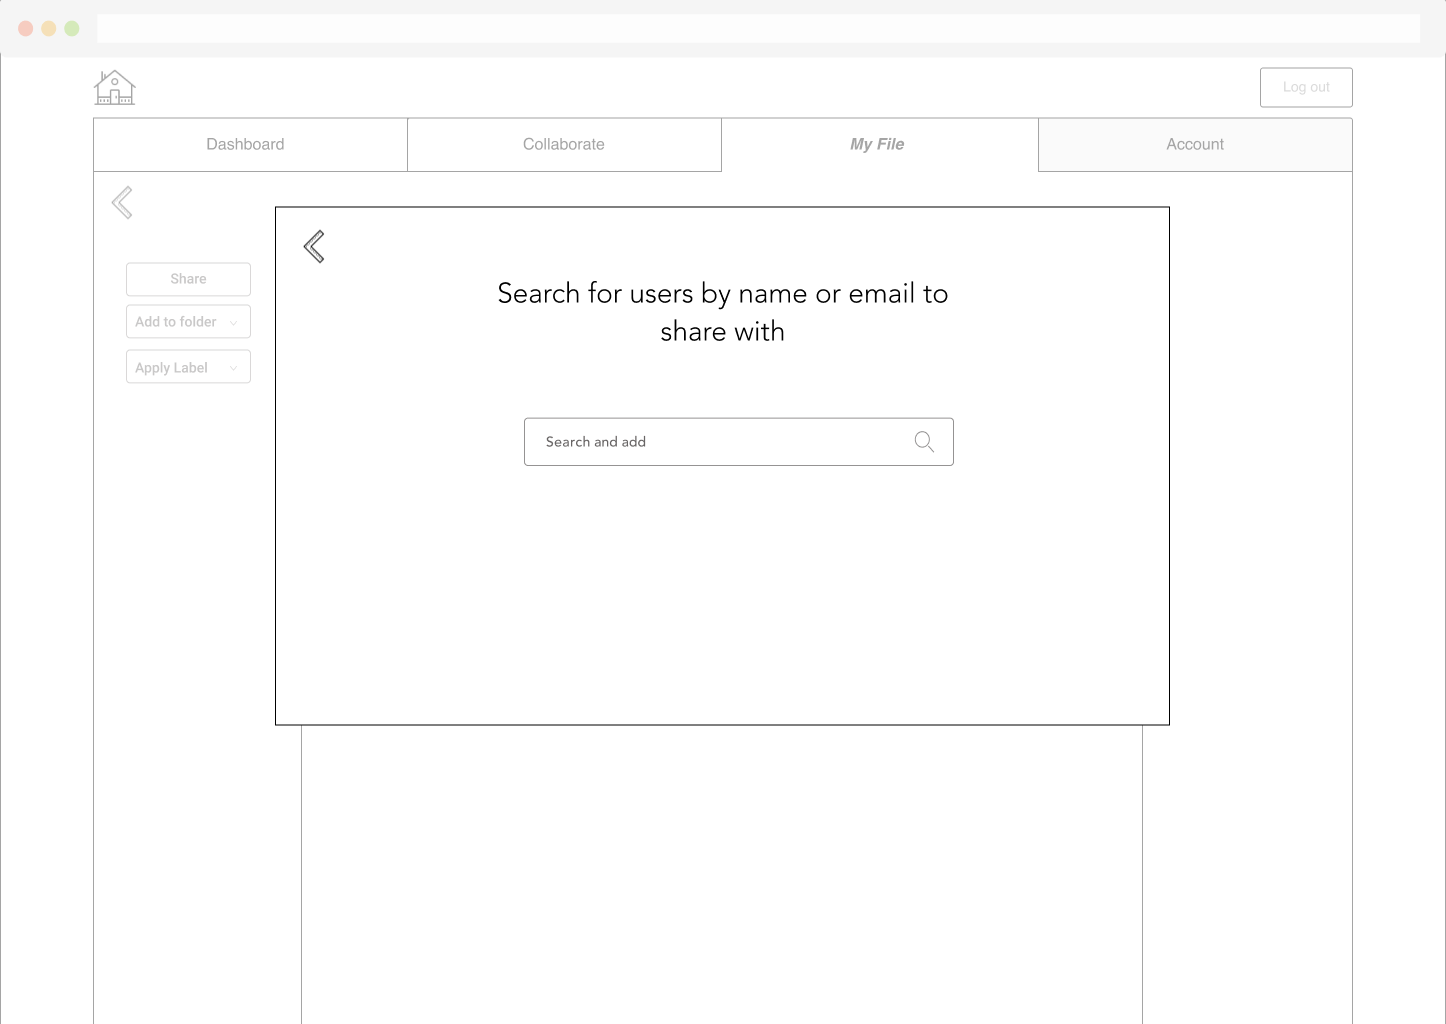 Log out
Dashboard
Collaborate
My File
Account
Share
Add to folder
Apply Label
Search for users by name or email to
share with
Search and add